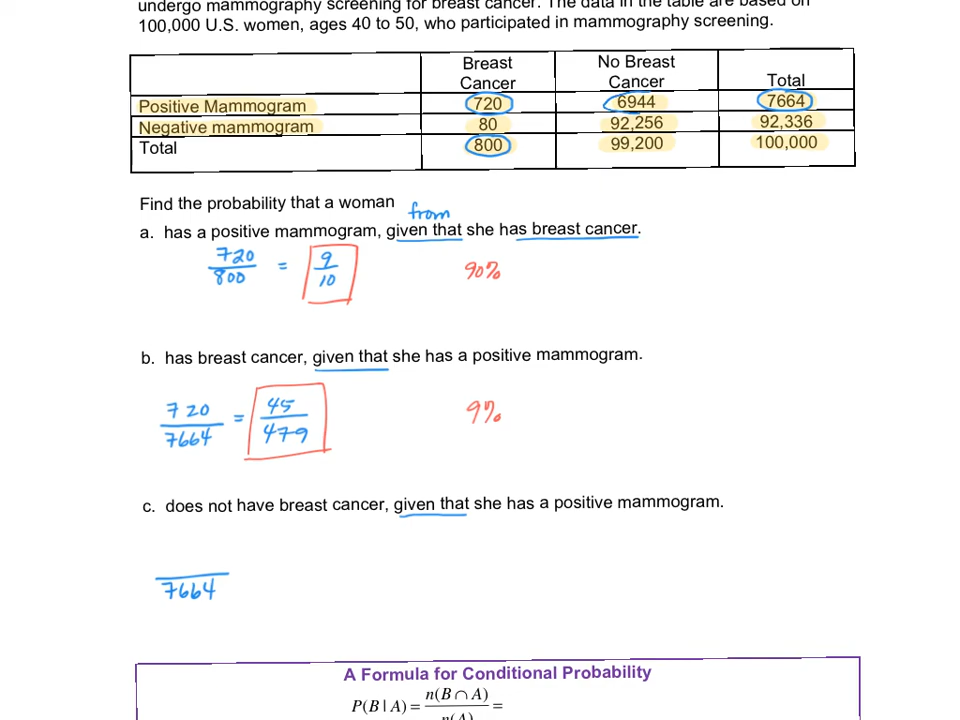 undergo mammography screening for breast cancer. The data in the table are based on
100,000 U.S. women, ages 40 to 50, who participated in mammography screening.
Breast Cancer No Breast Cancer Total
Positive Mammogram 720 6944 7664
Negative mammogram 80 92,256 92,336
Total 800 99,200 100,000
Find the probability that a woman
from
a. has a positive mammogram, given that she has breast cancer.
720/800 = 9/10 90%
b. has breast cancer, given that she has a positive mammogram.
720/7664 = 45/479 9%
c. does not have breast cancer, given that she has a positive mammogram.
7664
A Formula for Conditional Probability
P(B | A) = n(B ∩ A)/n(A) =